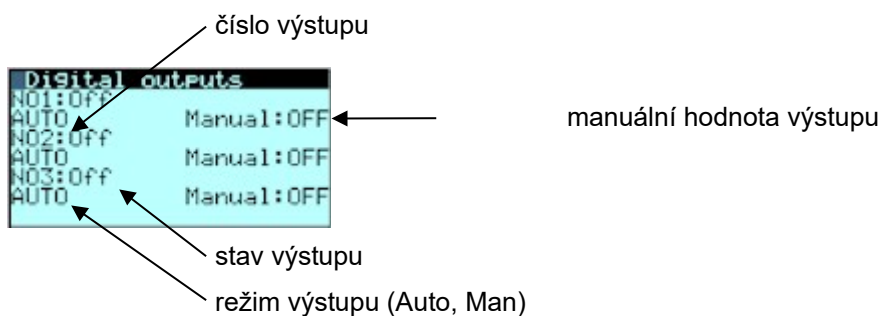 číslo výstupu
Digital outputs
NO1:Off
AUTO Manual:OFF
manuální hodnota výstupu
NO2:Off
AUTO Manual:OFF
NO3:Off
AUTO Manual:OFF
stav výstupu
režim výstupu (Auto, Man)